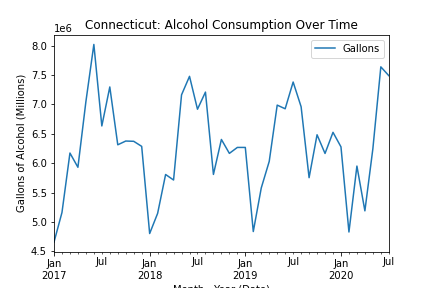 Connecticut: Alcohol Consumption Over Time
1e6
Gallons
8.0
7.5
7.0
6.5
6.0
5.5
5.0
4.5
Gallons of Alcohol (Millions)
Jan Jul Jan Jul Jan Jul Jan Jul
2017 2018 2019 2020
Month - Year (Date)